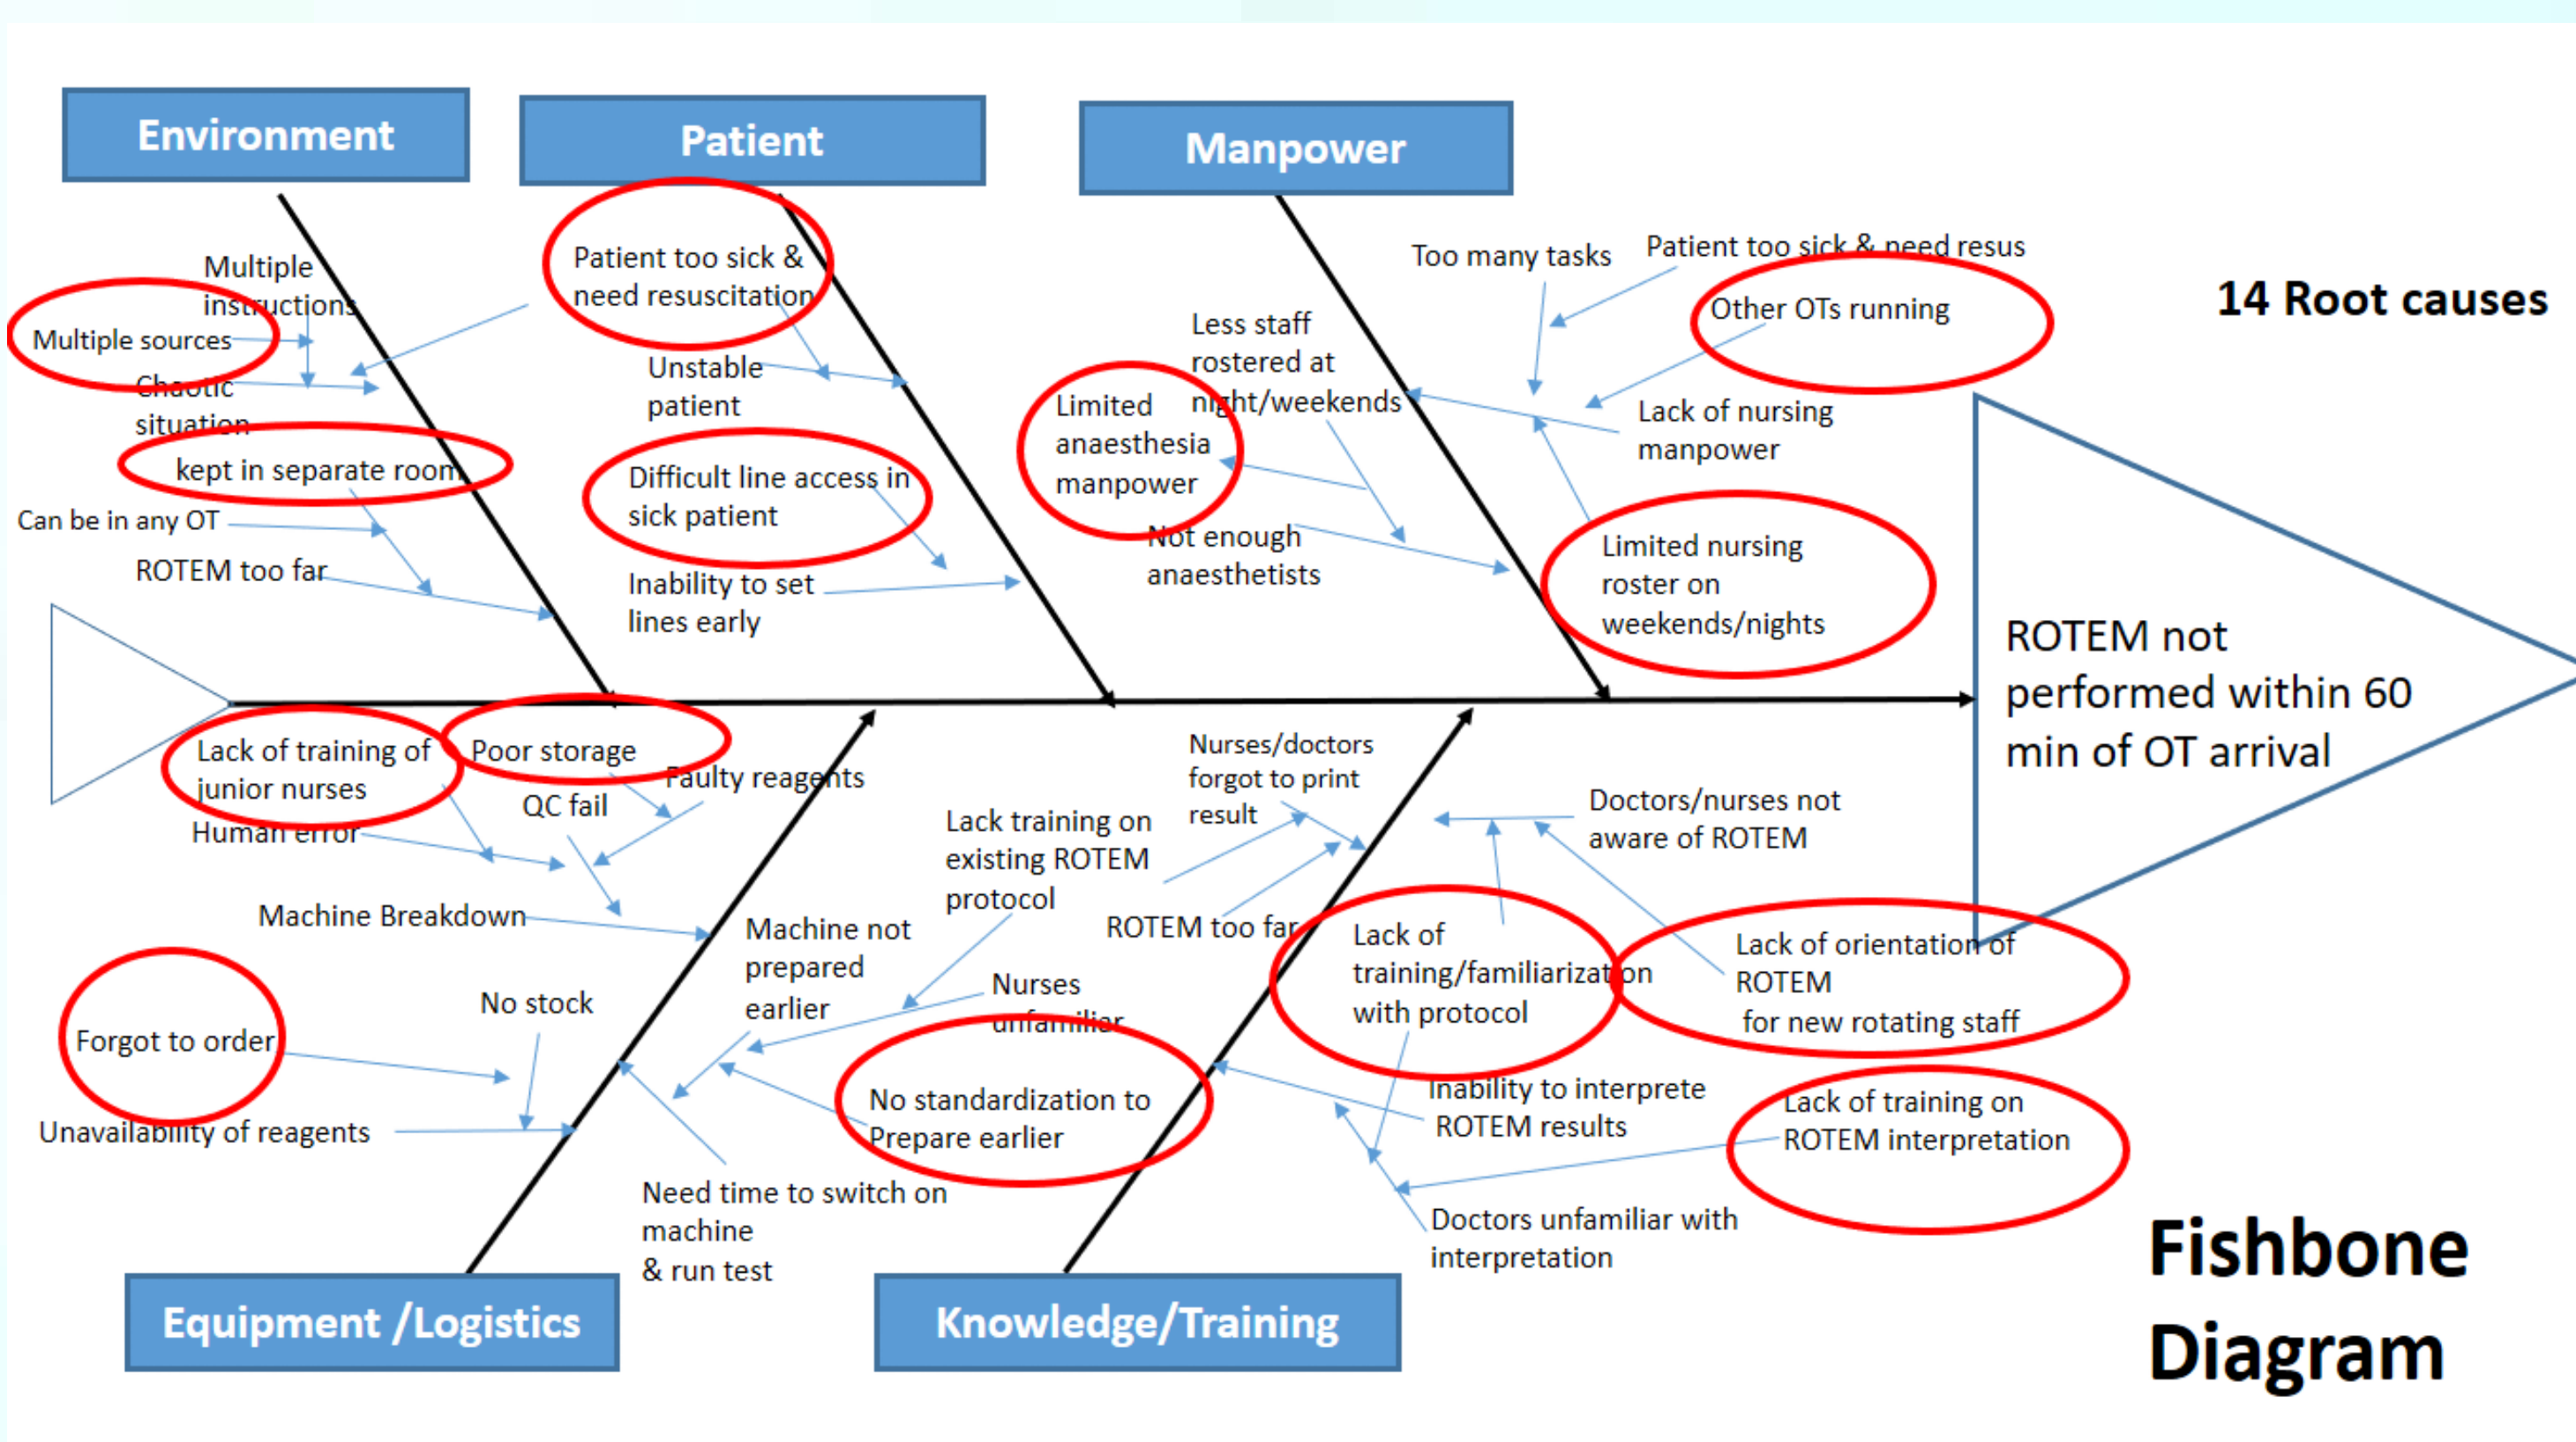 Environment
Patient
Manpower
Multiple
instructions
Multiple sources
Chaotic
situation
kept in separate room
Can be in any OT
ROTEM too far
Patient too sick &
need resuscitation
Unstable
patient
Difficult line access in
sick patient
Inability to set
lines early
Too many tasks
Patient too sick & need resus
Other OTs running
Less staff
rostered at
night/weekends
Limited
anaesthesia
manpower
Lack of nursing
manpower
Not enough
anaesthetists
Limited nursing
roster on
weekends/nights
14 Root causes
ROTEM not
performed within 60
min of OT arrival
Lack of training of
junior nurses
Poor storage
Faulty reagents
QC fail
Human error
Machine Breakdown
Forgot to order
No stock
Unavailability of reagents
Machine not
prepared
earlier
Lack training on
existing ROTEM
protocol
Nurses
unfamiliar
No standardization to
Prepare earlier
Need time to switch on
machine
& run test
Nurses/doctors
forgot to print
result
ROTEM too far
Doctors/nurses not
aware of ROTEM
Lack of
training/familiarization
with protocol
Lack of orientation of
ROTEM
for new rotating staff
Inability to interprete
ROTEM results
Lack of training on
ROTEM interpretation
Doctors unfamiliar with
interpretation
Equipment /Logistics
Knowledge/Training
Fishbone
Diagram